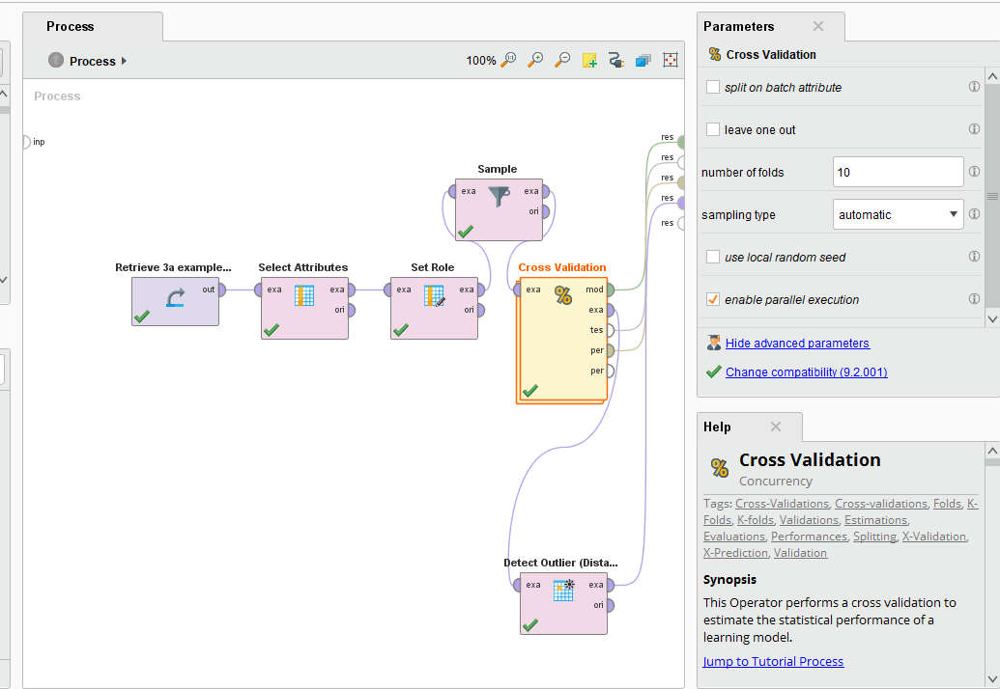 Process
Process
100%
Process
inp
res
res
res
res
res
Sample
exa
exa
ori
Retrieve 3a example...
out
Select Attributes
exa
exa
ori
Set Role
exa
exa
ori
Cross Validation
exa
mod
exa
tes
per
per
Detect Outlier (Dista...
exa
exa
ori
Parameters
Cross Validation
split on batch attribute
leave one out
number of folds
10
sampling type
automatic
use local random seed
enable parallel execution
Hide advanced parameters
Change compatibility (9.2.001)
Help
Cross Validation
Concurrency
Tags: Cross-Validations, Cross-validations, Folds, K-
Folds, K-folds, Validations, Estimations,
Evaluations, Performances, Splitting, X-Validation,
X-Prediction, Validation
Synopsis
This Operator performs a cross validation to
estimate the statistical performance of a
learning model.
Jump to Tutorial Process